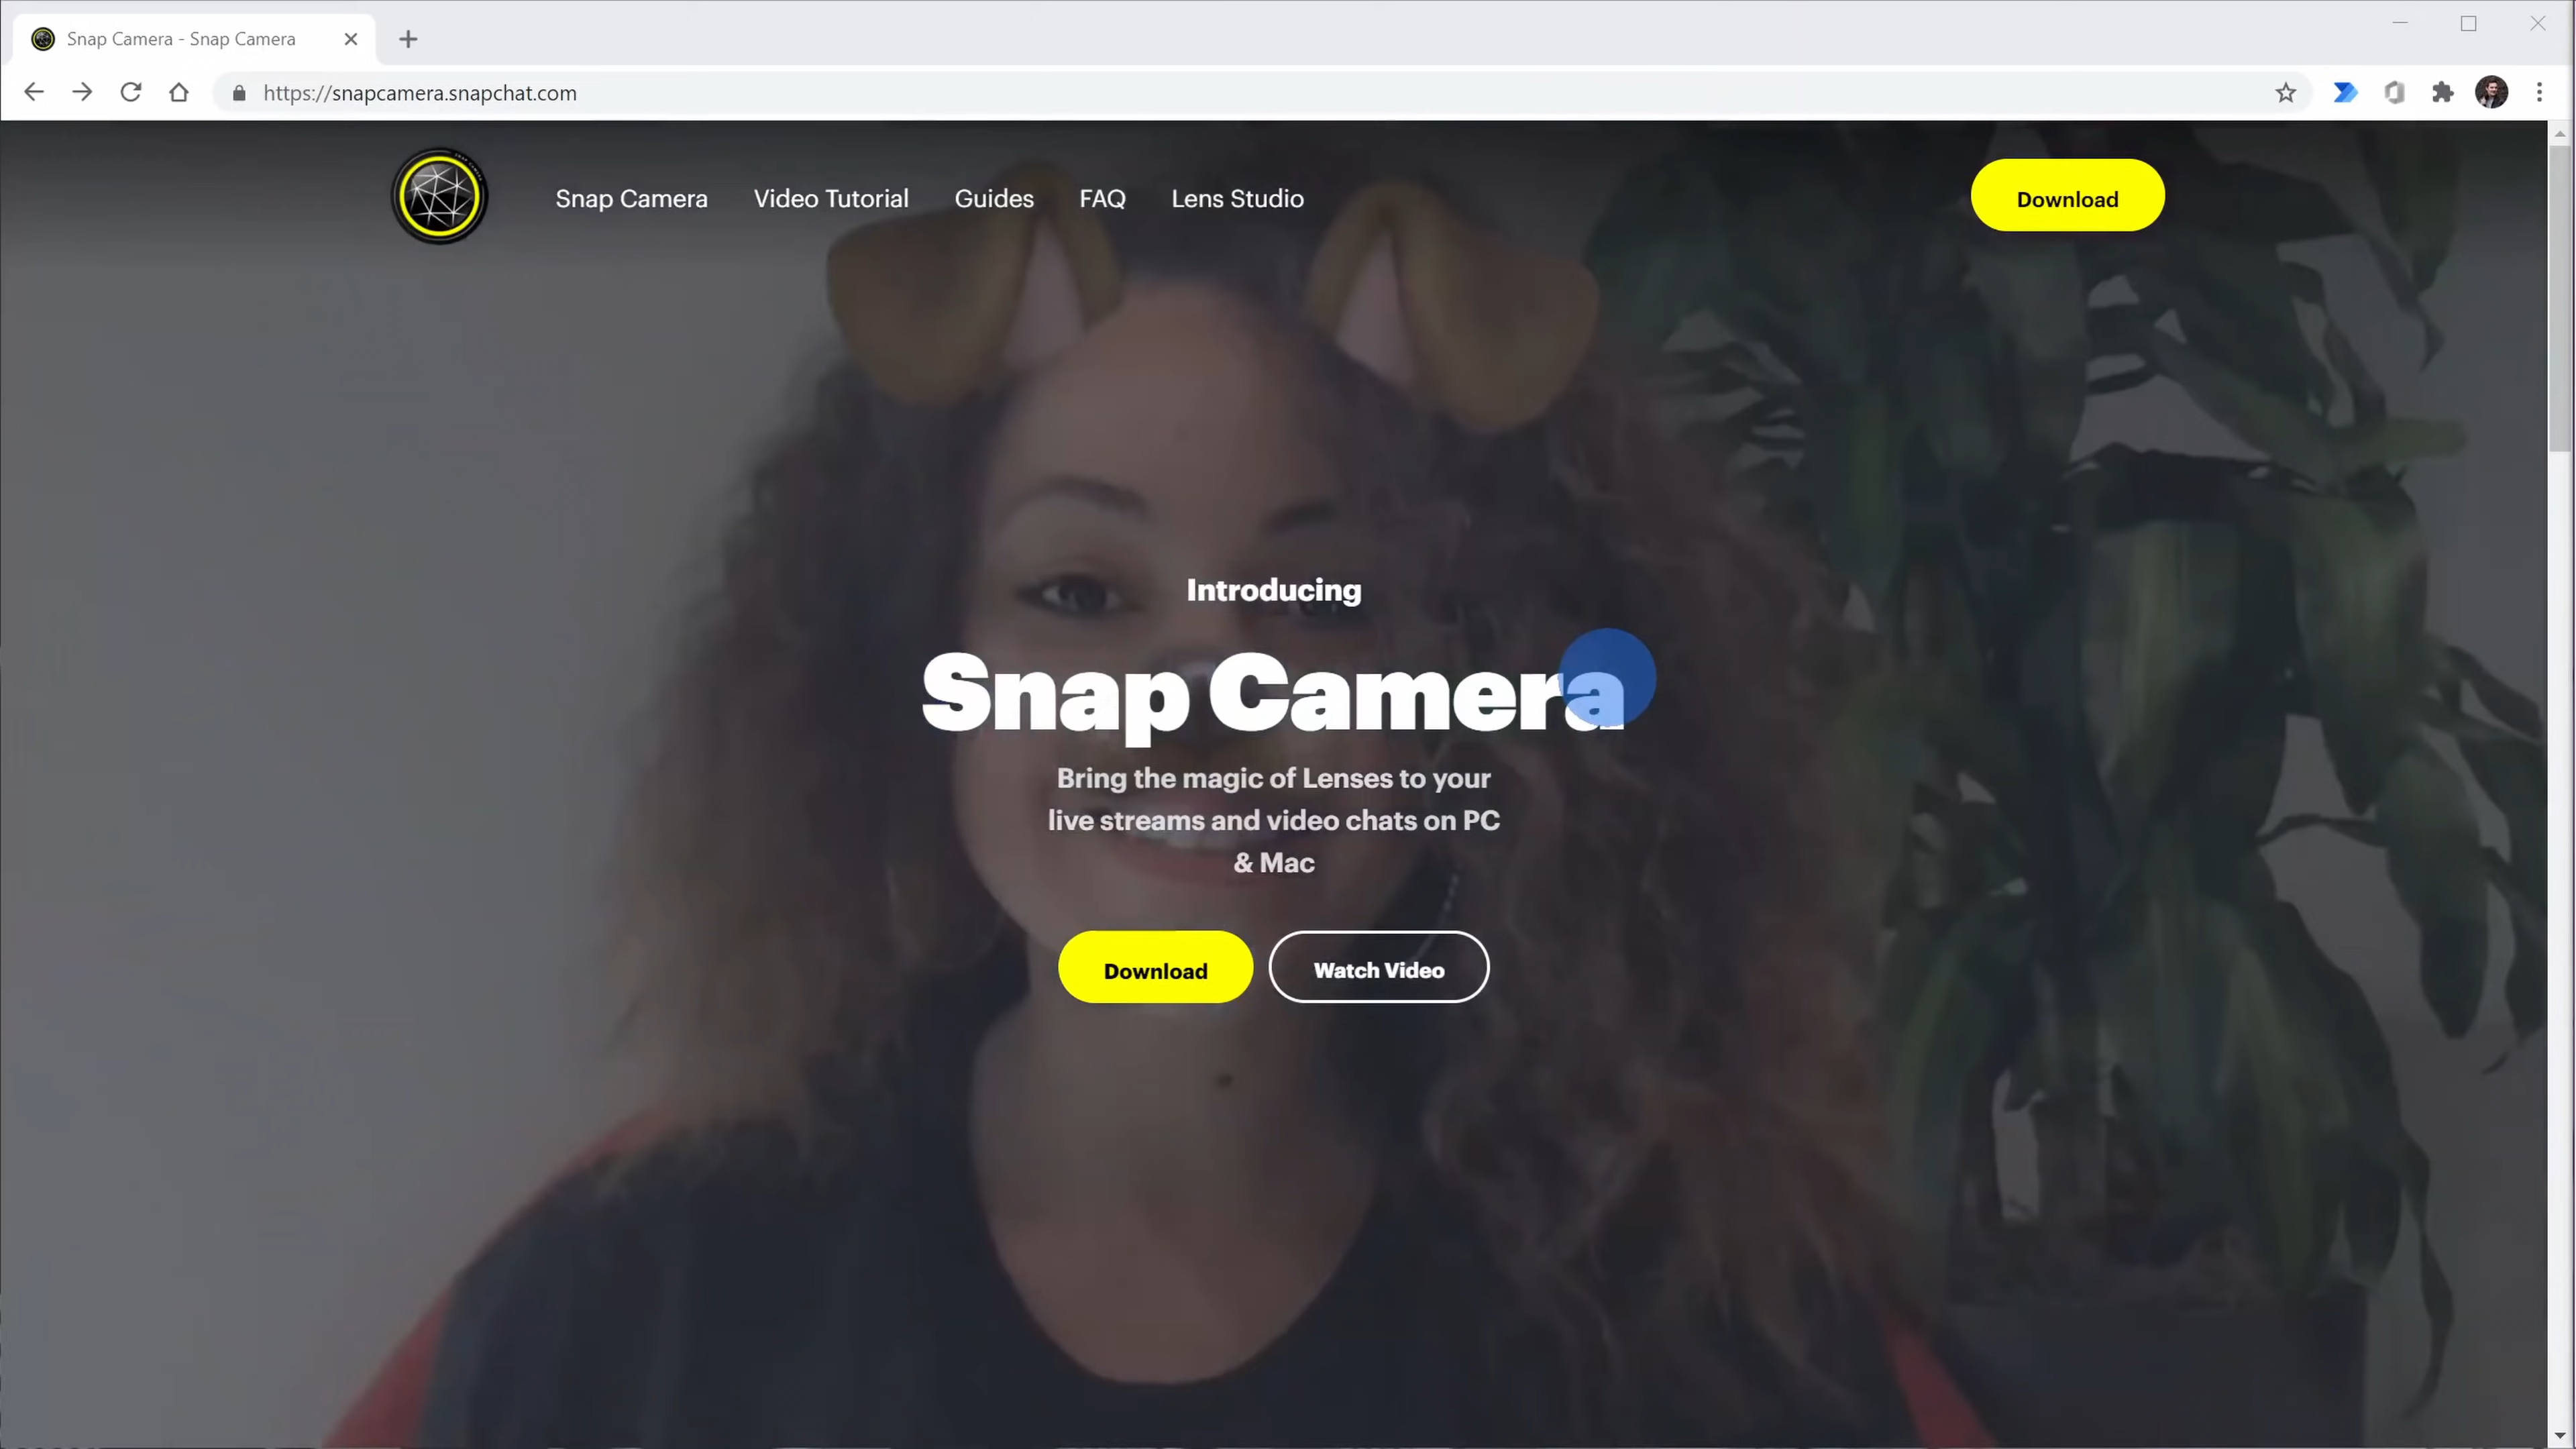 Snap Camera - Snap Camera
https://snapcamera.snapchat.com
Snap Camera
Video Tutorial
Guides
FAQ
Lens Studio
Download
Introducing
Snap Camera
Bring the magic of Lenses to your
live streams and video chats on PC
& Mac
Download
Watch Video